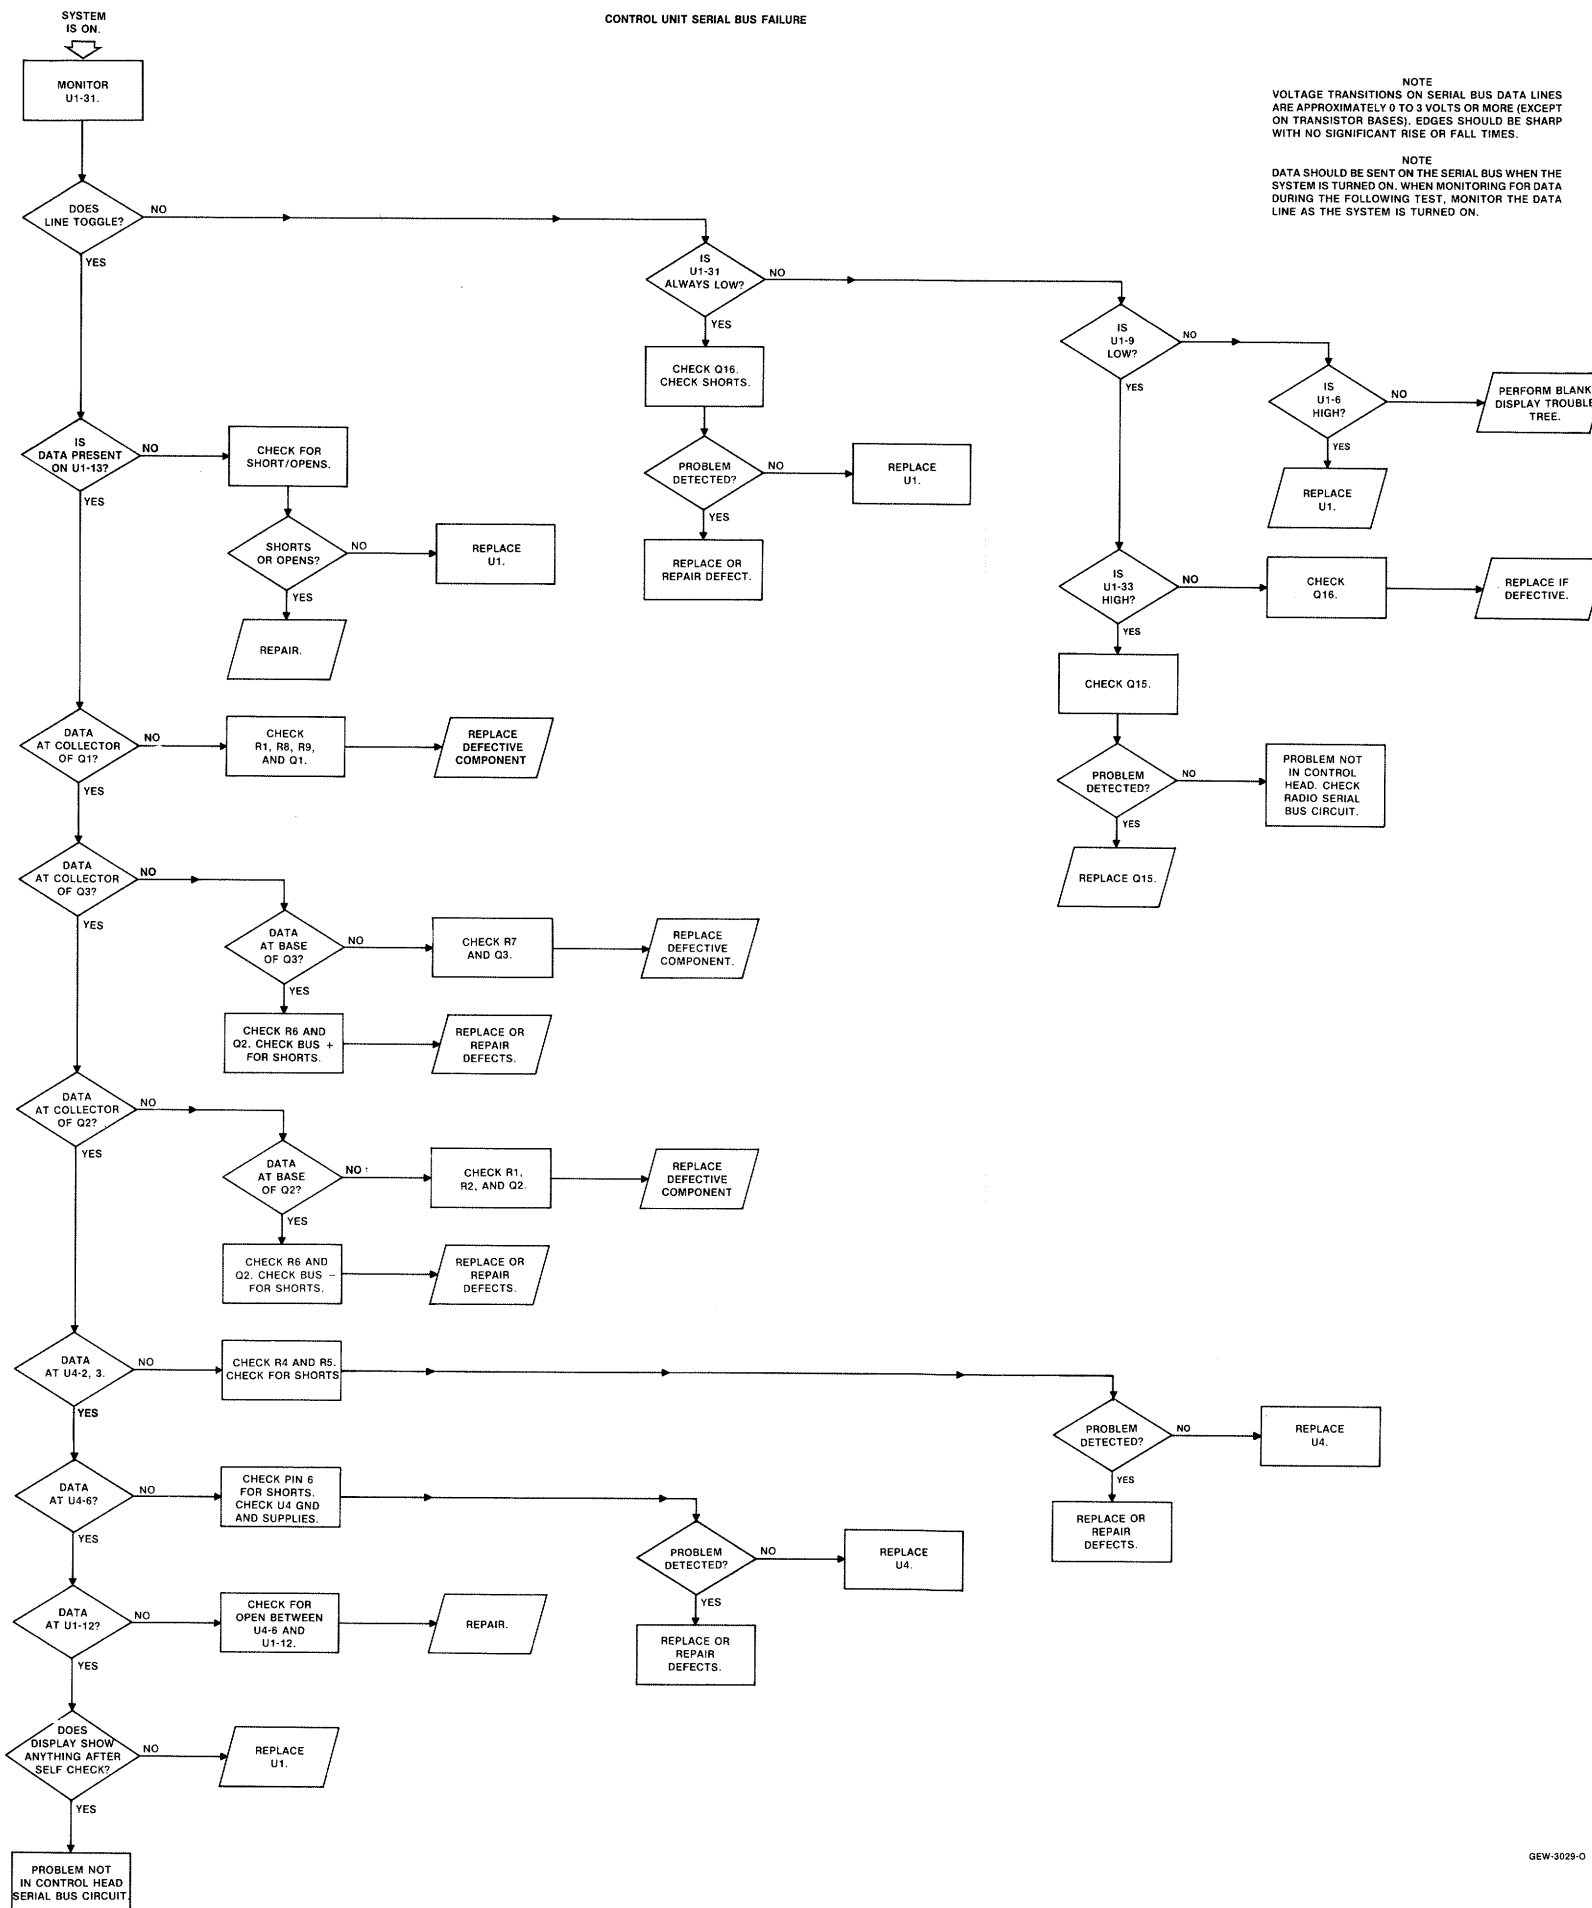 SYSTEM
IS ON.
CONTROL UNIT SERIAL BUS FAILURE
MONITOR
U1-31.
NOTE
VOLTAGE TRANSITIONS ON SERIAL BUS DATA LINES
ARE APPROXIMATELY 0 TO 3 VOLTS OR MORE (EXCEPT
ON TRANSISTOR BASES). EDGES SHOULD BE SHARP
WITH NO SIGNIFICANT RISE OR FALL TIMES.
NOTE
DATA SHOULD BE SENT ON THE SERIAL BUS WHEN THE
SYSTEM IS TURNED ON. WHEN MONITORING FOR DATA
DURING THE FOLLOWING TEST, MONITOR THE DATA
LINE AS THE SYSTEM IS TURNED ON.
DOES
LINE TOGGLE?
NO
YES
IS
U1-31
ALWAYS LOW?
NO
YES
IS
U1-9
LOW?
NO
YES
CHECK Q16.
CHECK SHORTS.
IS
U1-6
HIGH?
NO
YES
PERFORM BLANK
DISPLAY TROUBLE
TREE.
IS
DATA PRESENT
ON U1-13?
NO
YES
CHECK FOR
SHORT/OPENS.
PROBLEM
DETECTED?
NO
YES
REPLACE
U1.
REPLACE
U1.
SHORTS
OR OPENS?
NO
YES
REPLACE
U1.
REPLACE OR
REPAIR DEFECT.
IS
U1-33
HIGH?
NO
YES
CHECK
Q16.
REPLACE IF
DEFECTIVE.
REPAIR.
CHECK Q15.
DATA
AT COLLECTOR
OF Q1?
NO
YES
CHECK
R1, R8, R9,
AND Q1.
REPLACE
DEFECTIVE
COMPONENT
PROBLEM
DETECTED?
NO
YES
PROBLEM NOT
IN CONTROL
HEAD. CHECK
RADIO SERIAL
BUS CIRCUIT.
REPLACE Q15.
DATA
AT COLLECTOR
OF Q3?
NO
YES
DATA
AT BASE
OF Q3?
NO
YES
CHECK R7
AND Q3.
REPLACE
DEFECTIVE
COMPONENT.
CHECK R6 AND
Q2. CHECK BUS +
FOR SHORTS.
REPLACE OR
REPAIR
DEFECTS.
DATA
AT COLLECTOR
OF Q2?
NO
YES
DATA
AT BASE
OF Q2?
NO
YES
CHECK R1,
R2, AND Q2.
REPLACE
DEFECTIVE
COMPONENT
CHECK R6 AND
Q2. CHECK BUS –
FOR SHORTS.
REPLACE OR
REPAIR
DEFECTS.
DATA
AT U4-2, 3.
NO
YES
CHECK R4 AND R5.
CHECK FOR SHORTS
PROBLEM
DETECTED?
NO
YES
REPLACE
U4.
REPLACE OR
REPAIR
DEFECTS.
DATA
AT U4-6?
NO
YES
CHECK PIN 6
FOR SHORTS.
CHECK U4 GND
AND SUPPLIES.
PROBLEM
DETECTED?
NO
YES
REPLACE
U4.
REPLACE OR
REPAIR
DEFECTS.
DATA
AT U1-12?
NO
YES
CHECK FOR
OPEN BETWEEN
U4-6 AND
U1-12.
REPAIR.
DOES
DISPLAY SHOW
ANYTHING AFTER
SELF CHECK?
NO
YES
REPLACE
U1.
PROBLEM NOT
IN CONTROL HEAD
SERIAL BUS CIRCUIT.
GEW-3029-O